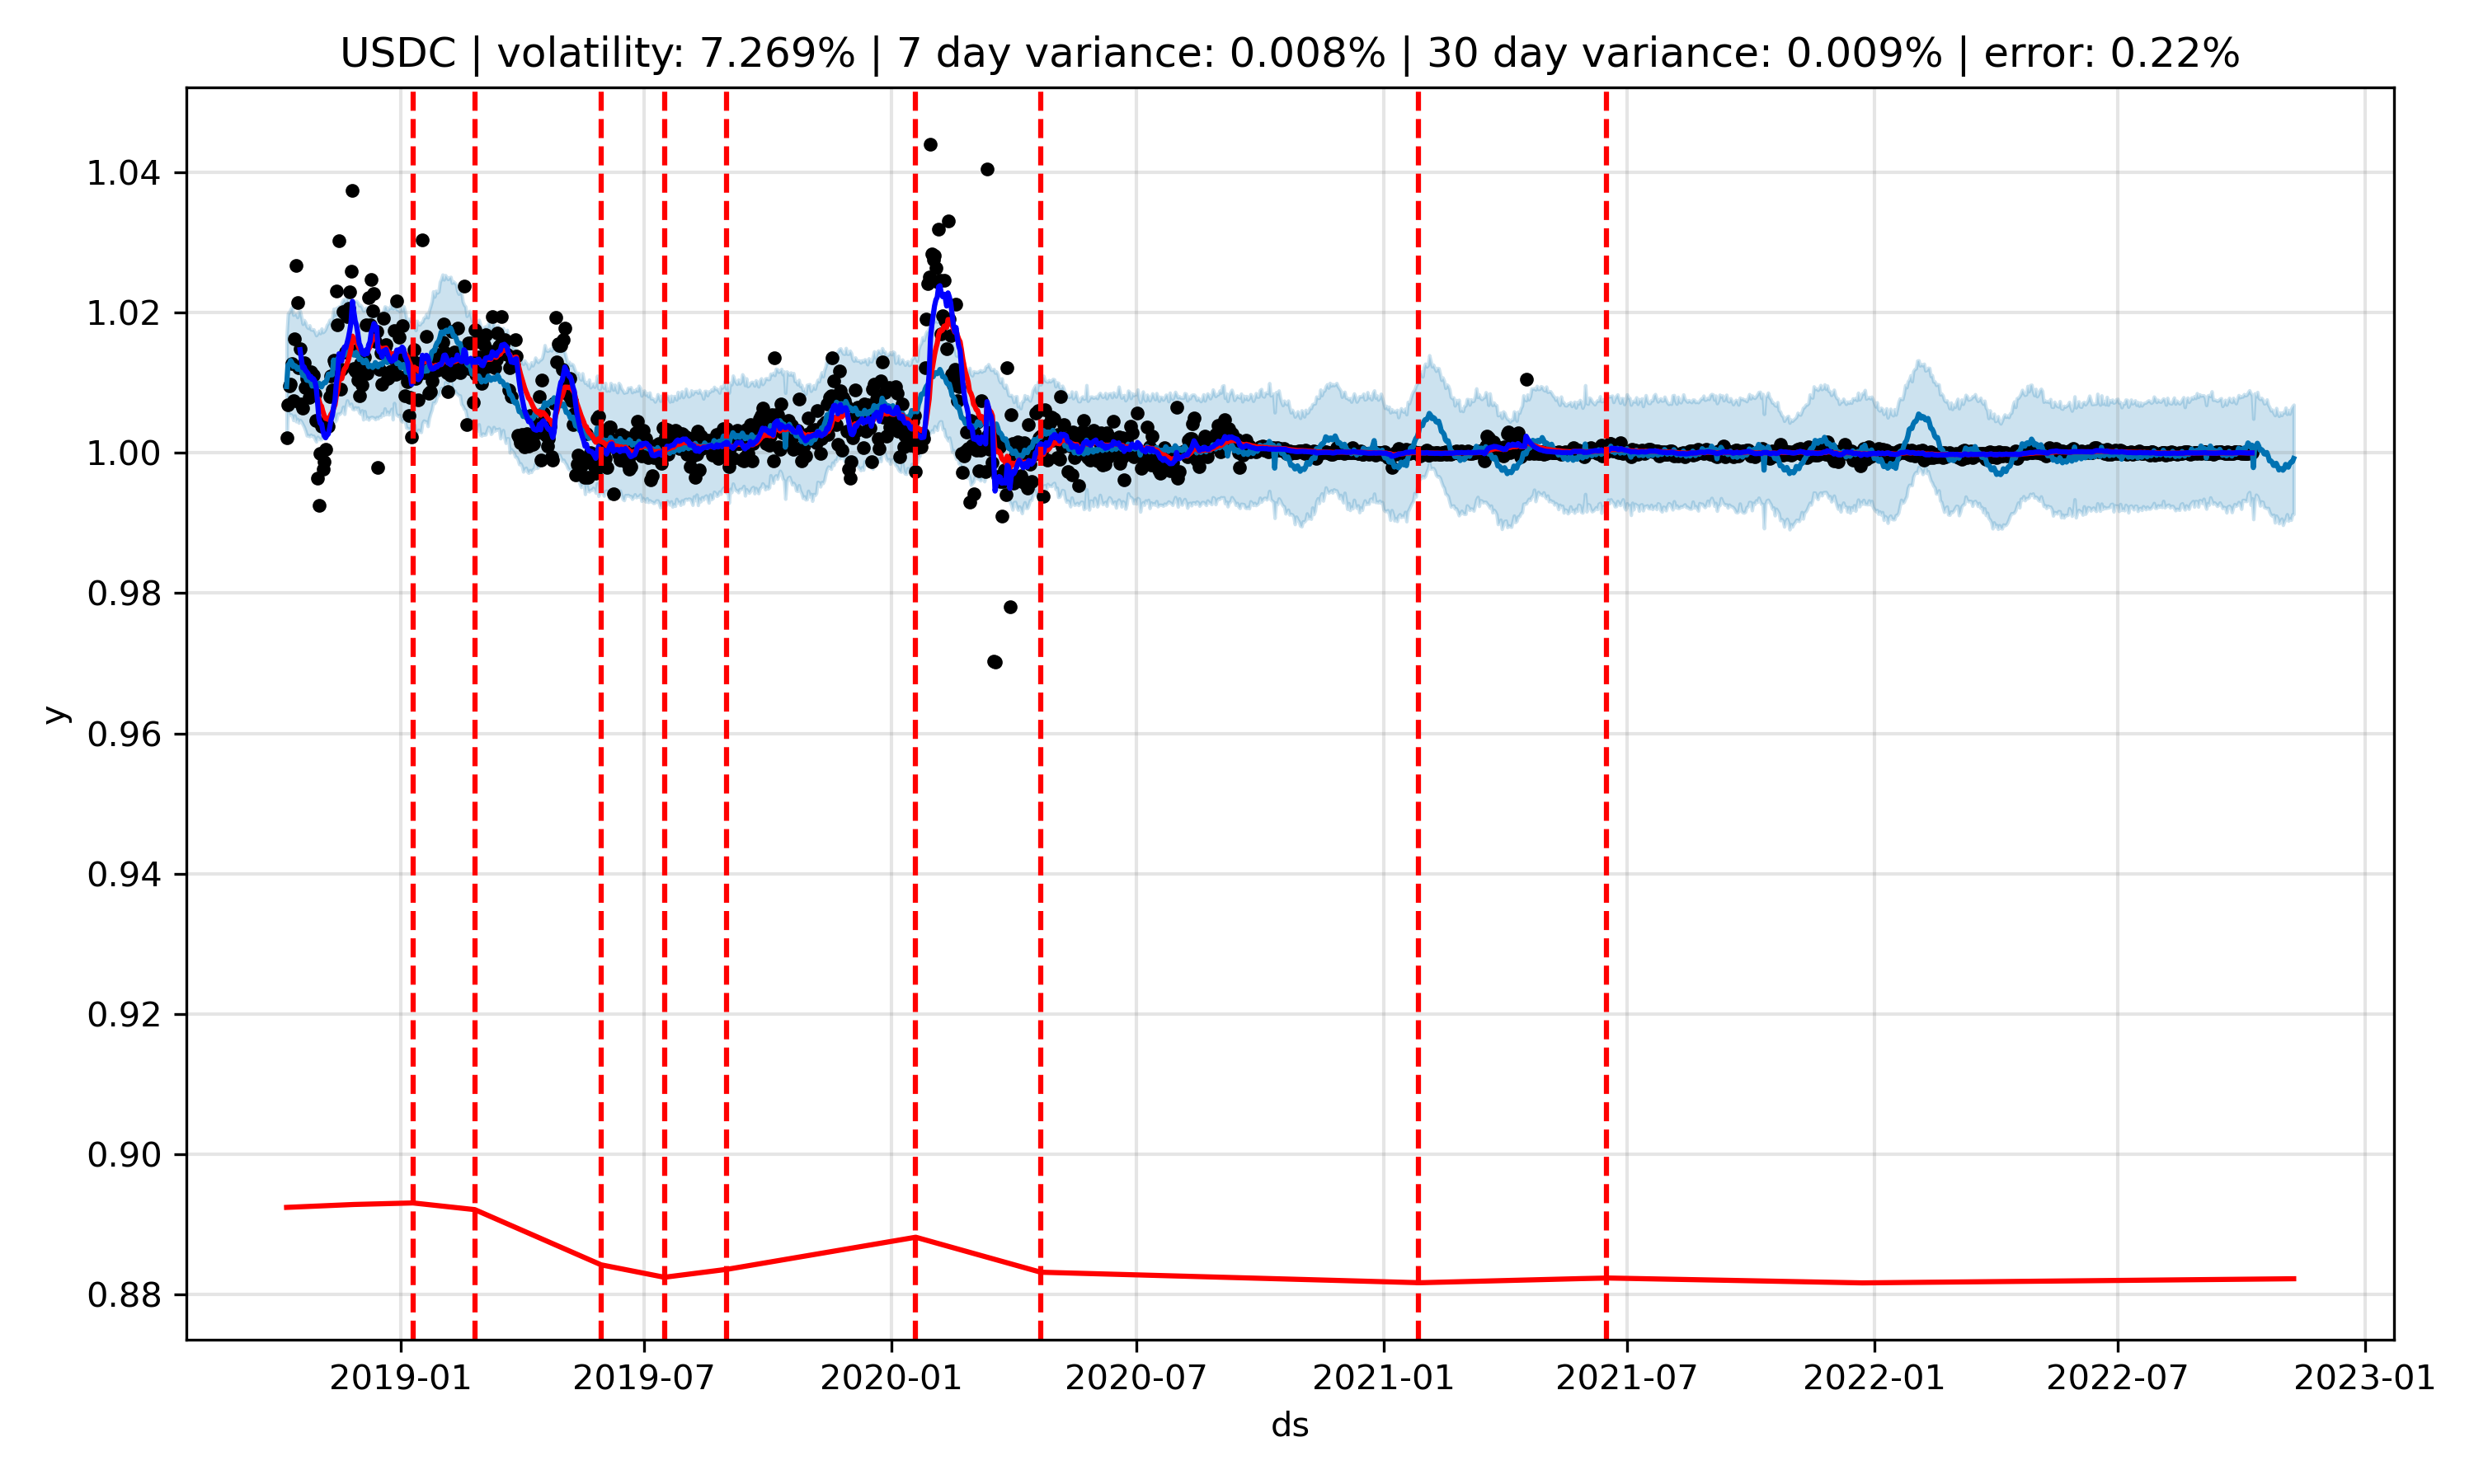 USDC | volatility: 7.269% | 7 day variance: 0.008% | 30 day variance: 0.009% | error: 0.22%
1.04
1.02
1.00
0.98
0.96
0.94
0.92
0.90
0.88
y
2019-01 2019-07 2020-01 2020-07 2021-01 2021-07 2022-01 2022-07 2023-01
ds